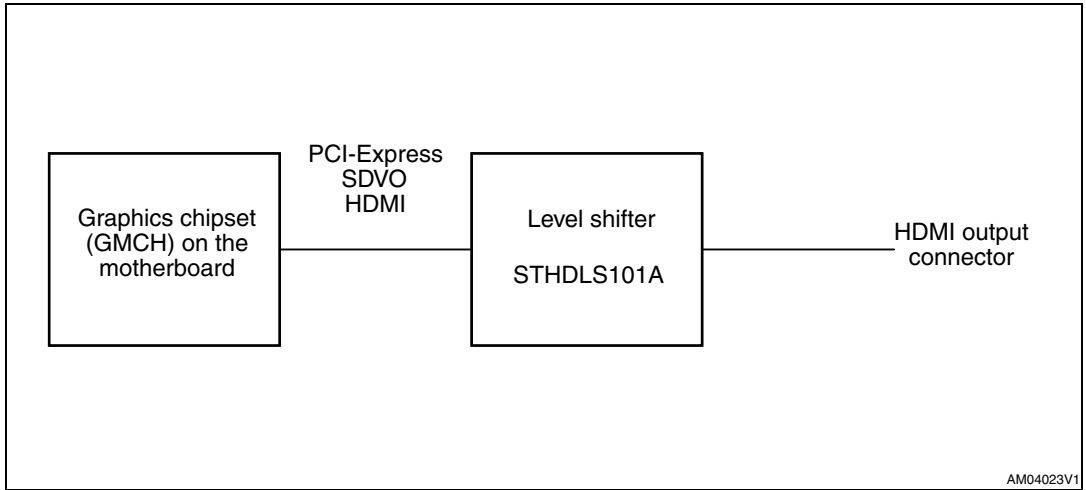 Graphics chipset
(GMCH) on the
motherboard
PCI-Express
SDVO
HDMI
Level shifter
STHDLS101A
HDMI output
connector
AM04023V1